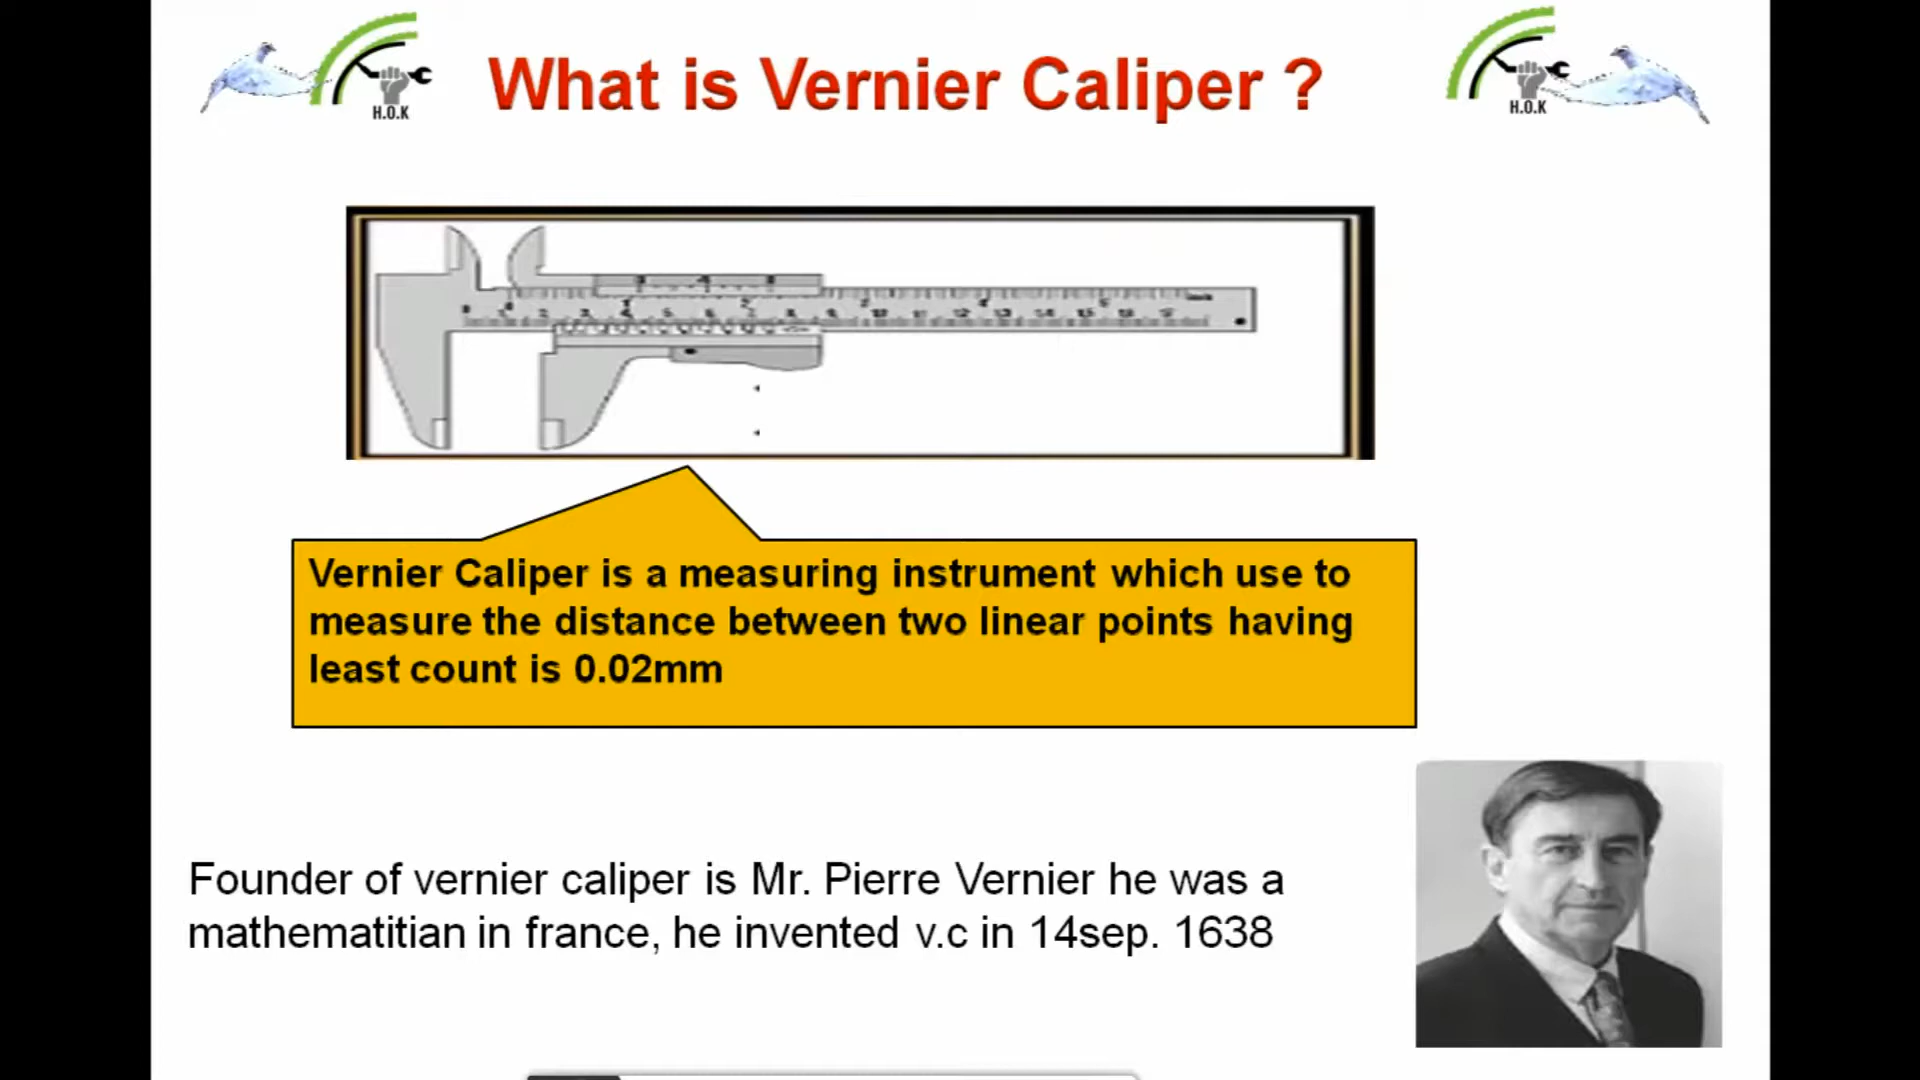 What is Vernier Caliper ?
H.O.K
H.O.K
Vernier Caliper is a measuring instrument which use to
measure the distance between two linear points having
least count is 0.02mm
Founder of vernier caliper is Mr. Pierre Vernier he was a
mathematitian in france, he invented v.c in 14sep. 1638